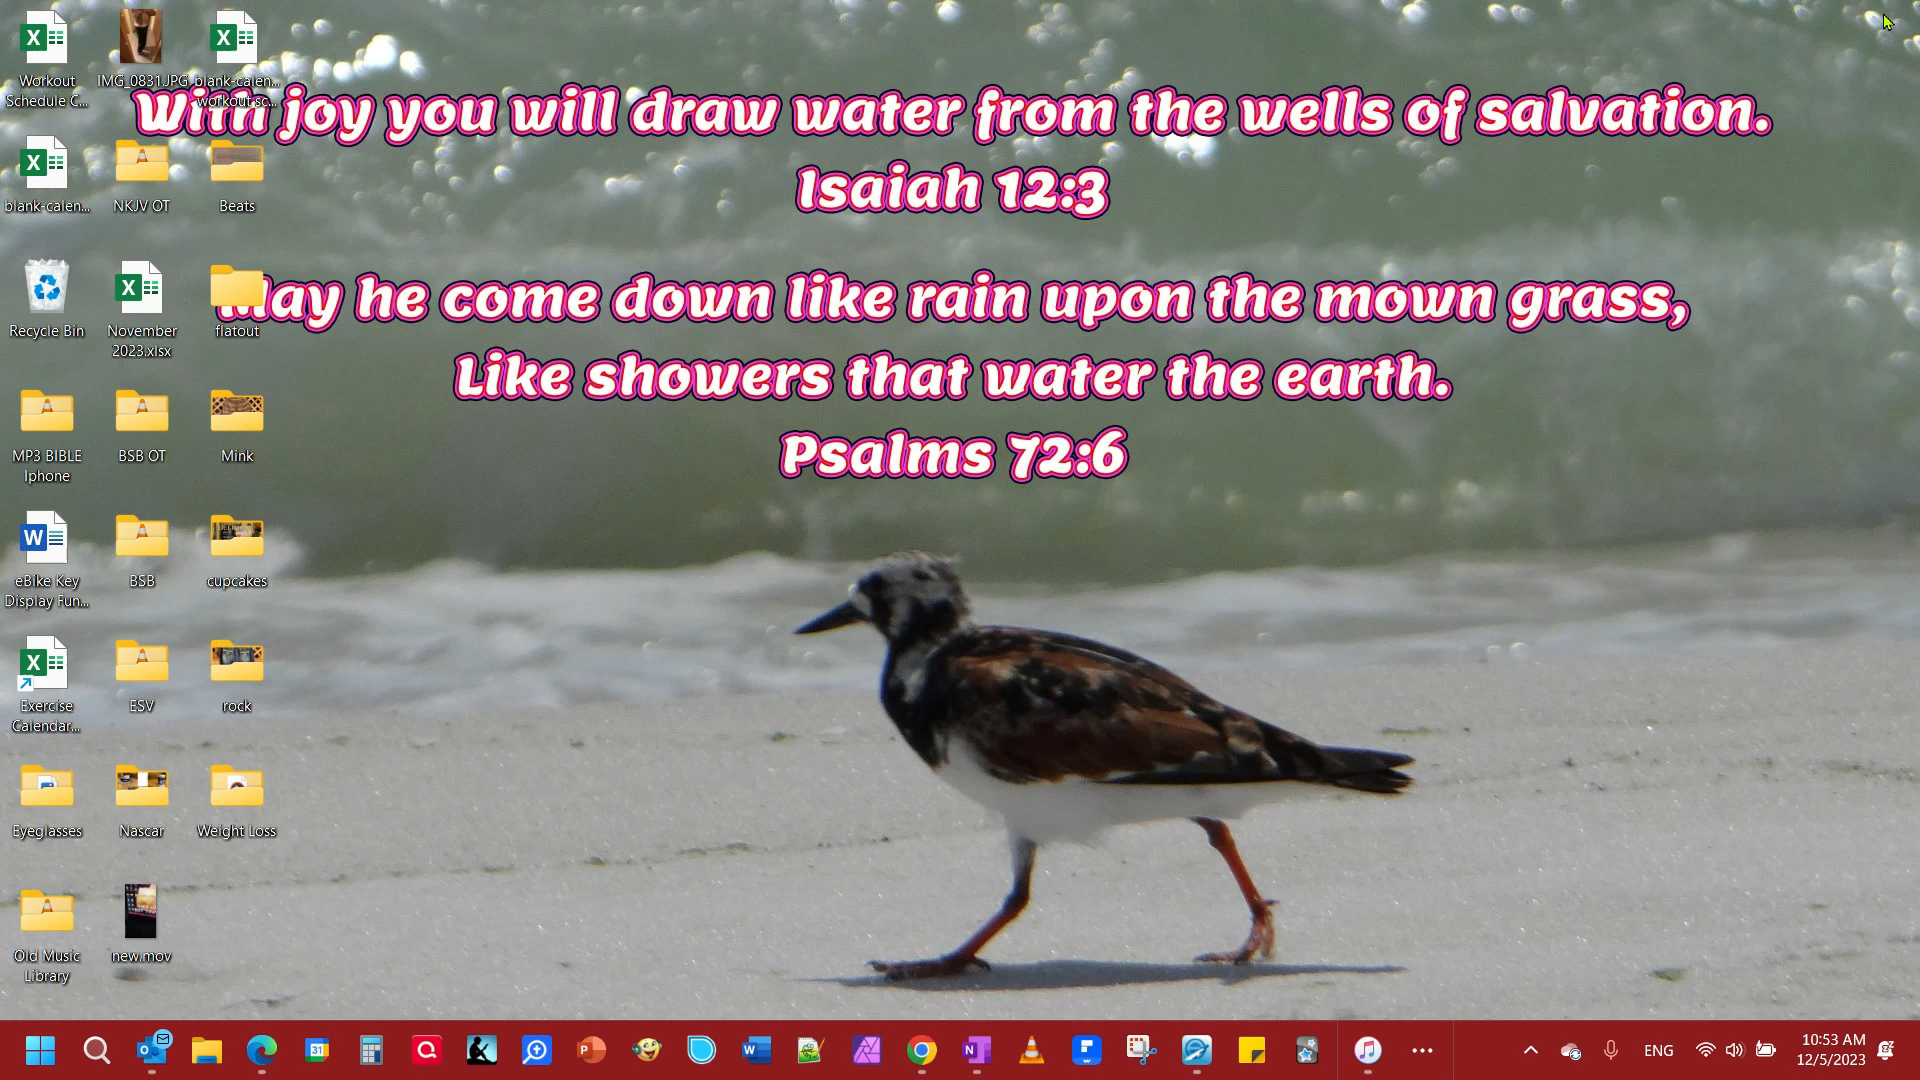 Workout
Schedule C...
IMG_0831.JPG
blank-calen...
workout sc...
With joy you will draw water from the wells of salvation.
Isaiah 12:3
blank-calen...
NKJV OT
Beats
May he come down like rain upon the mown grass,
Like showers that water the earth.
Psalms 72:6
Recycle Bin
November
2023.xlsx
flatout
MP3 BIBLE
Iphone
BSB OT
Mink
eBike Key
Display Fun...
BSB
cupcakes
Exercise
Calendar...
ESV
rock
Eyeglasses
Nascar
Weight Loss
Old Music
Library
new.mov
31
ENG
10:53 AM
12/5/2023